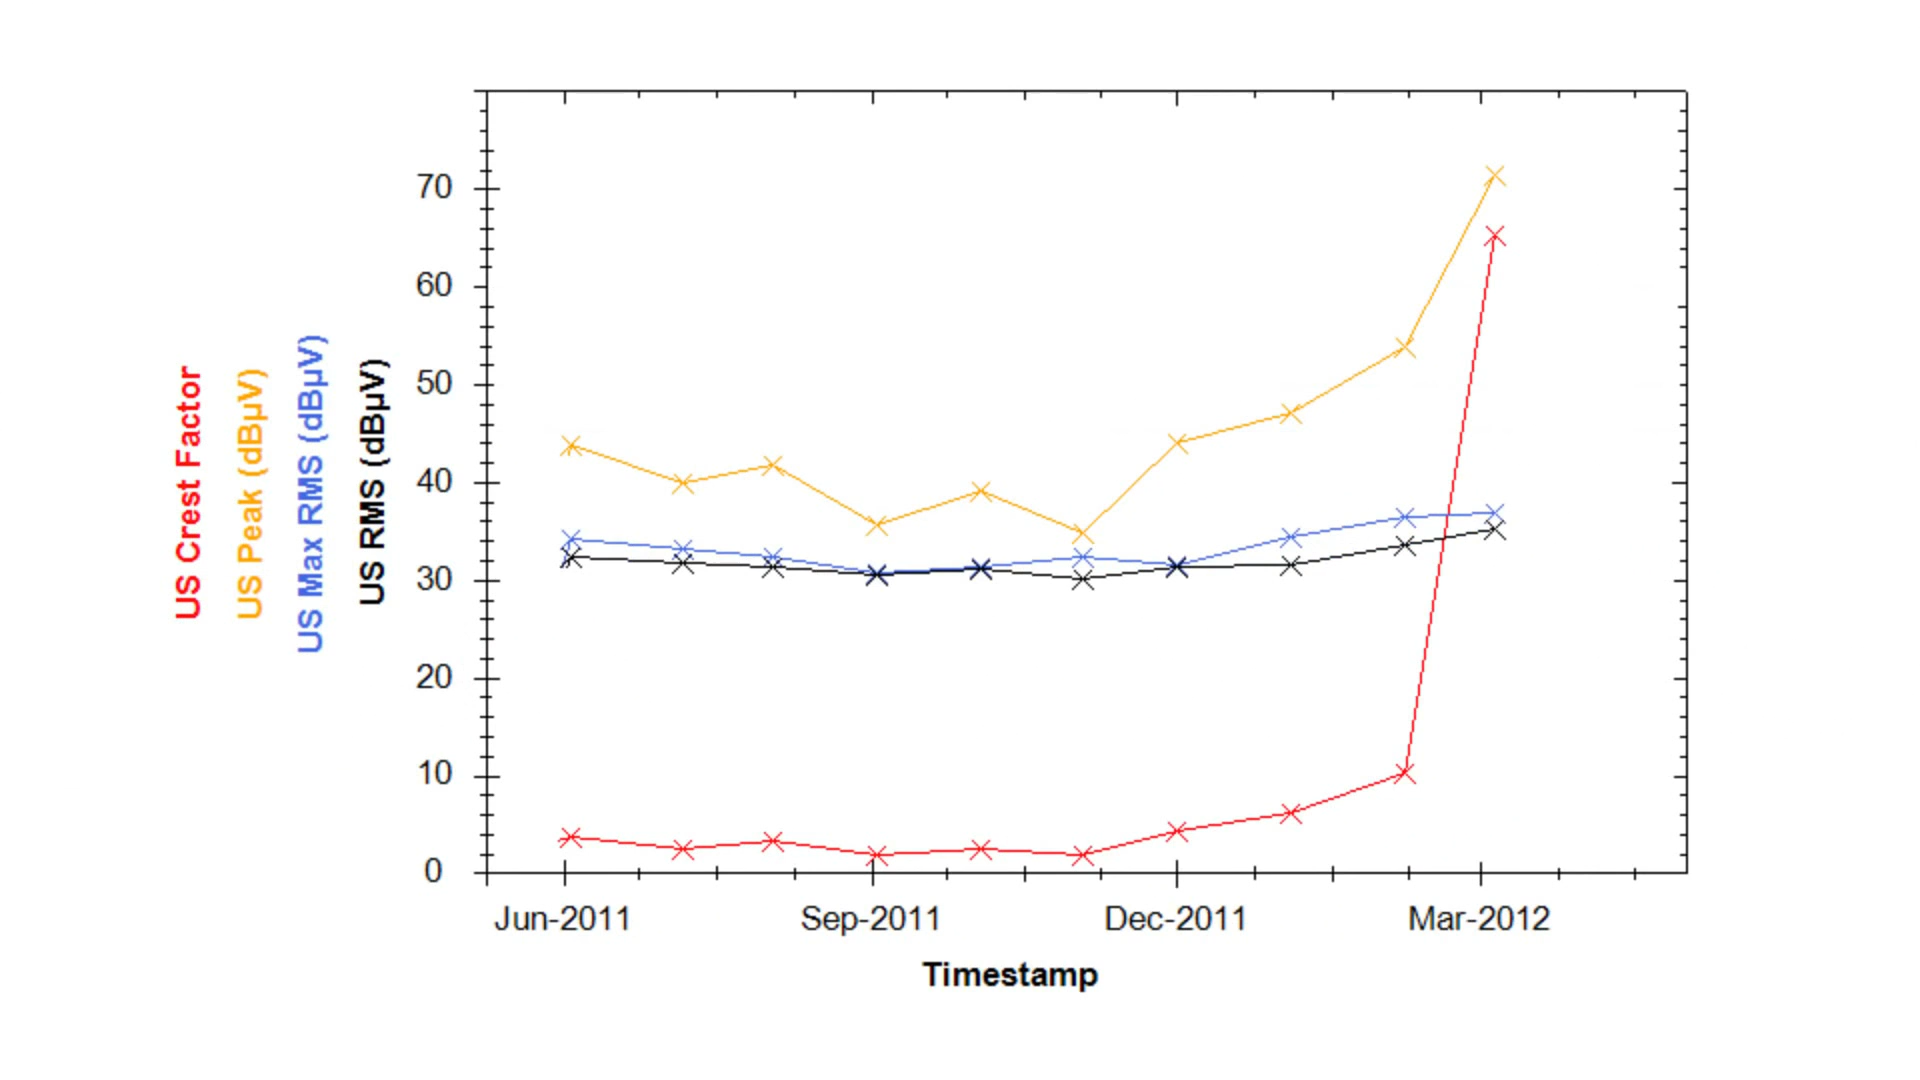 US Crest Factor
US Peak (dBµV)
US Max RMS (dBµV)
US RMS (dBµV)
70
60
50
40
30
20
10
0
Jun-2011 Sep-2011 Dec-2011 Mar-2012
Timestamp